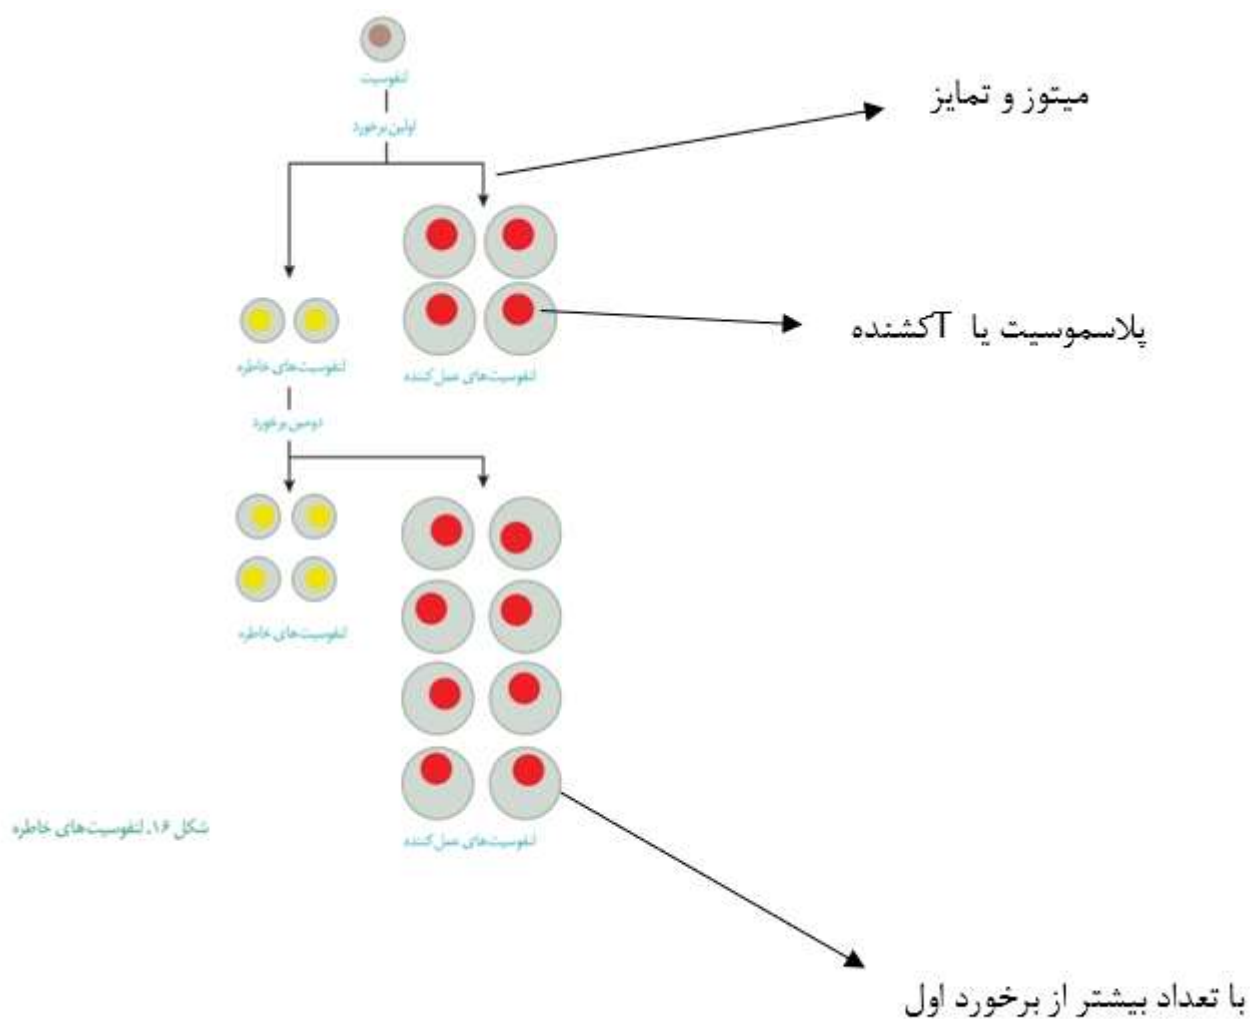 لنفوسیت
اولین برخورد
میتوز و تمایز
پلاسموسیت یا Tکشنده
لنفوسیت‌های خاطره
لنفوسیت‌های عمل کننده
دومین برخورد
لنفوسیت‌های خاطره
لنفوسیت‌های عمل کننده
شکل ۱۶. لنفوسیت‌های خاطره
با تعداد بیشتر از برخورد اول